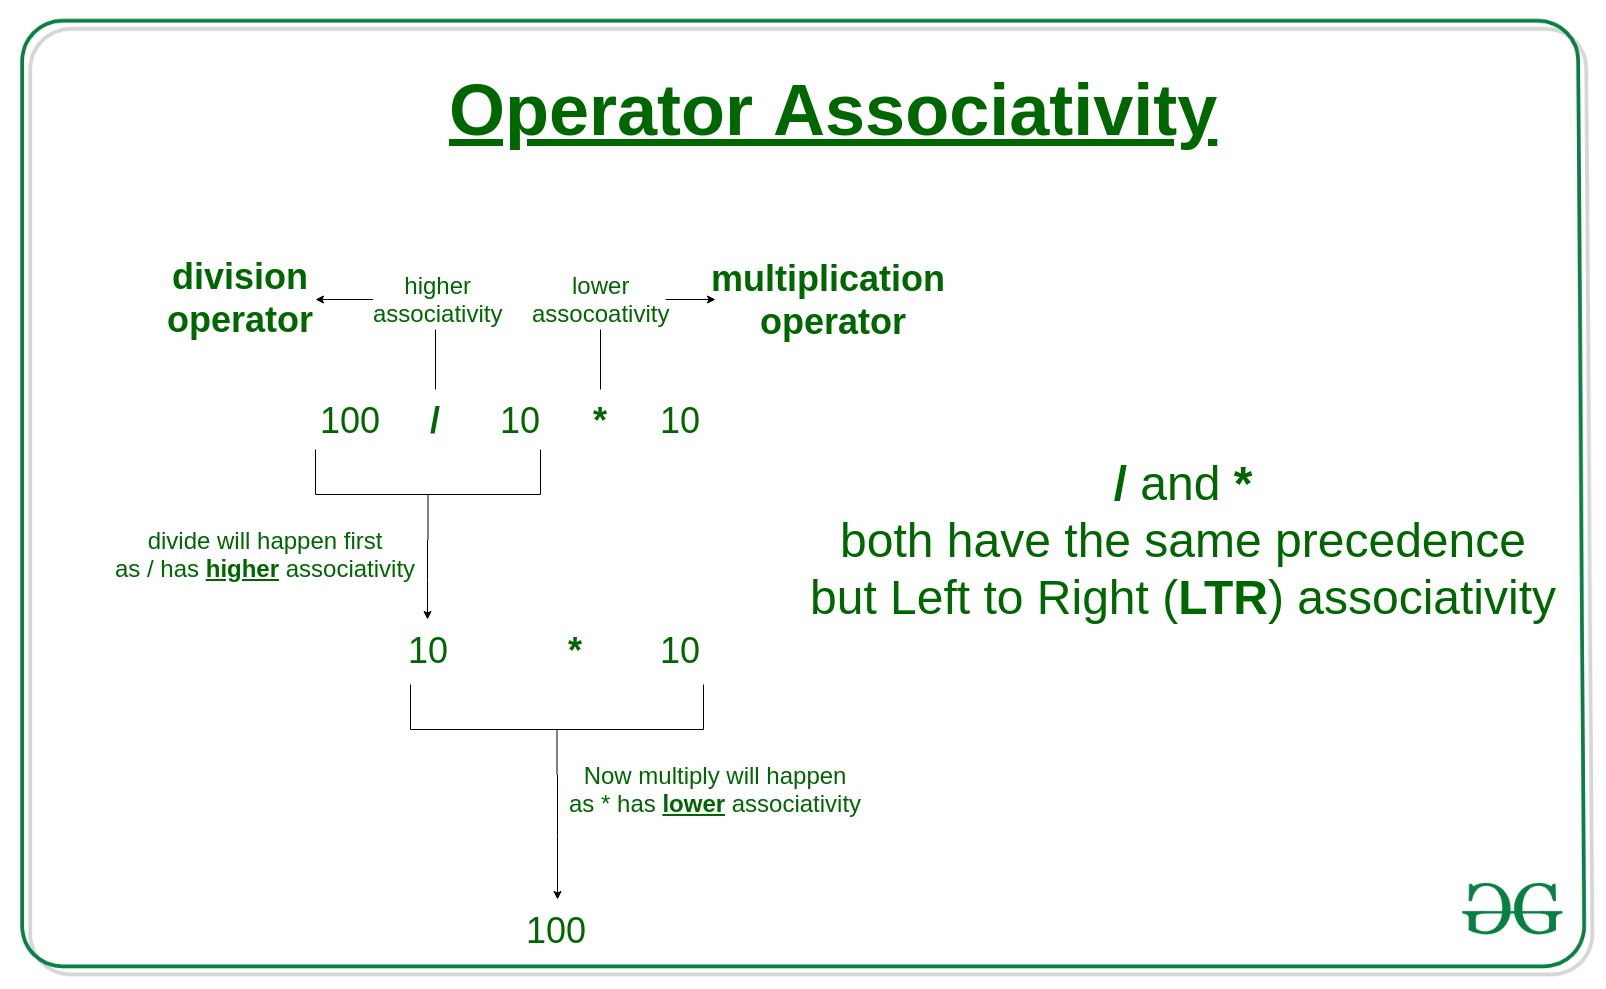 Operator Associativity
division
operator
higher
associativity
lower
assocoativity
multiplication
operator
100 / 10 * 10
/ and *
both have the same precedence
but Left to Right (LTR) associativity
divide will happen first
as / has higher associativity
10 * 10
Now multiply will happen
as * has lower associativity
100